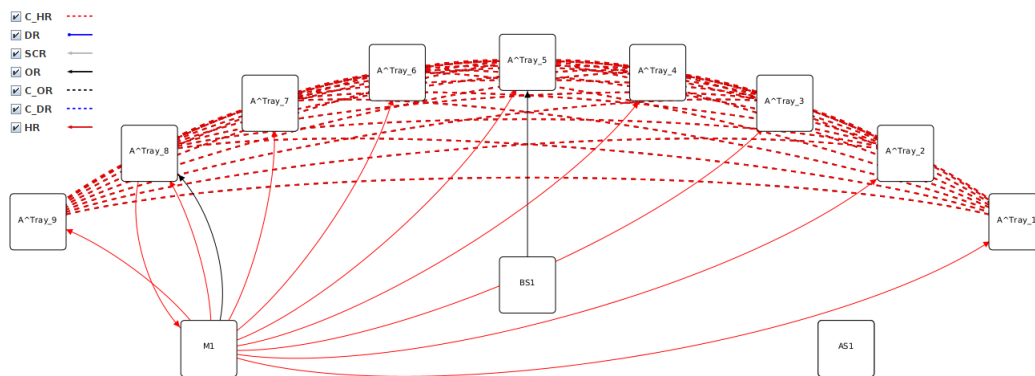 C_HR
DR
SCR
OR
C_OR
C_DR
HR
A^Tray_5
A^Tray_6
A^Tray_4
A^Tray_7
A^Tray_3
A^Tray_8
A^Tray_2
A^Tray_9
A^Tray_1
BS1
M1
AS1